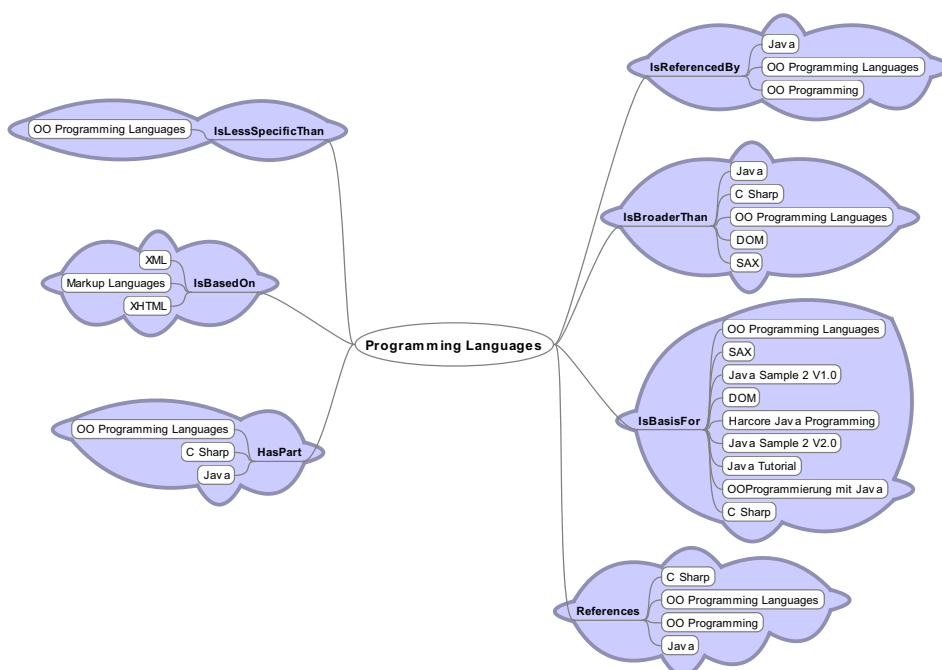 Programming Languages
IsLessSpecificThan
OO Programming Languages
IsBasedOn
XML
Markup Languages
XHTML
HasPart
OO Programming Languages
C Sharp
Java
IsReferencedBy
Java
OO Programming Languages
OO Programming
IsBroaderThan
Java
C Sharp
OO Programming Languages
DOM
SAX
IsBasisFor
OO Programming Languages
SAX
Java Sample 2 V1.0
DOM
Harcore Java Programming
Java Sample 2 V2.0
Java Tutorial
OOProgrammierung mit Java
C Sharp
References
C Sharp
OO Programming Languages
OO Programming
Java